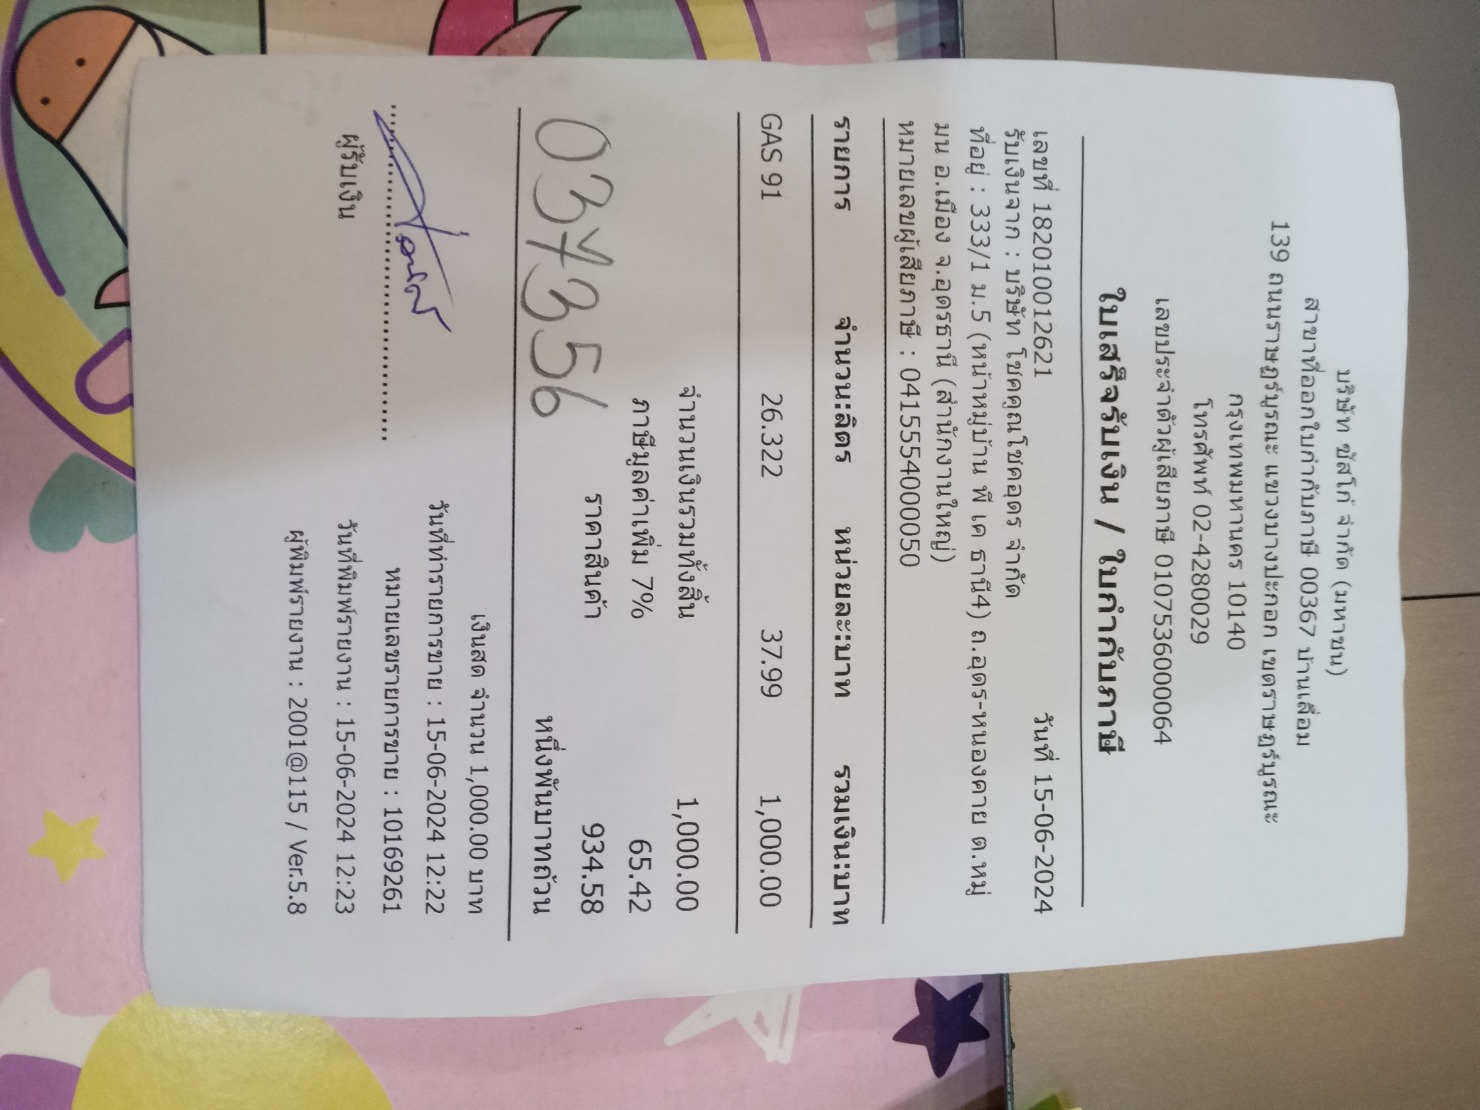 บริษัท ซัสโก้ จำกัด (มหาชน)
สาขาที่ออกใบกำกับภาษี 00367 บ้านเลื่อม
139 ถนนราษฎร์บูรณะ แขวงบางปะกอก เขตราษฎร์บูรณะ
กรุงเทพมหานคร 10140
โทรศัพท์ 02-4280029
เลขประจำตัวผู้เสียภาษี 0107536000064
ใบเสร็จรับเงิน / ใบกำกับภาษี
เลขที่ 182010012621 วันที่ 15-06-2024
รับเงินจาก : บริษัท โชคคูณโชคอุดร จำกัด
ที่อยู่ : 333/1 ม.5 (หน้าหมู่บ้าน พี เค ธานี4) ถ.อุดร-หนองคาย ต.หมู่
มน อ.เมือง จ.อุดรธานี (สำนักงานใหญ่)
หมายเลขผู้เสียภาษี : 0415554000050
รายการ จำนวน:ลิตร หน่วยละ:บาท รวมเงิน:บาท
GAS 91 26.322 37.99 1,000.00
จำนวนเงินรวมทั้งสิ้น 1,000.00
ภาษีมูลค่าเพิ่ม 7% 65.42
ราคาสินค้า 934.58
หนึ่งพันบาทถ้วน
037356
เงินสด จำนวน 1,000.00 บาท
วันที่ทำรายการขาย : 15-06-2024 12:22
หมายเลขรายการขาย : 10169261
ผู้รับเงิน
วันที่พิมพ์รายงาน : 15-06-2024 12:23
ผู้พิมพ์รายงาน : 2001@115 / Ver.5.8